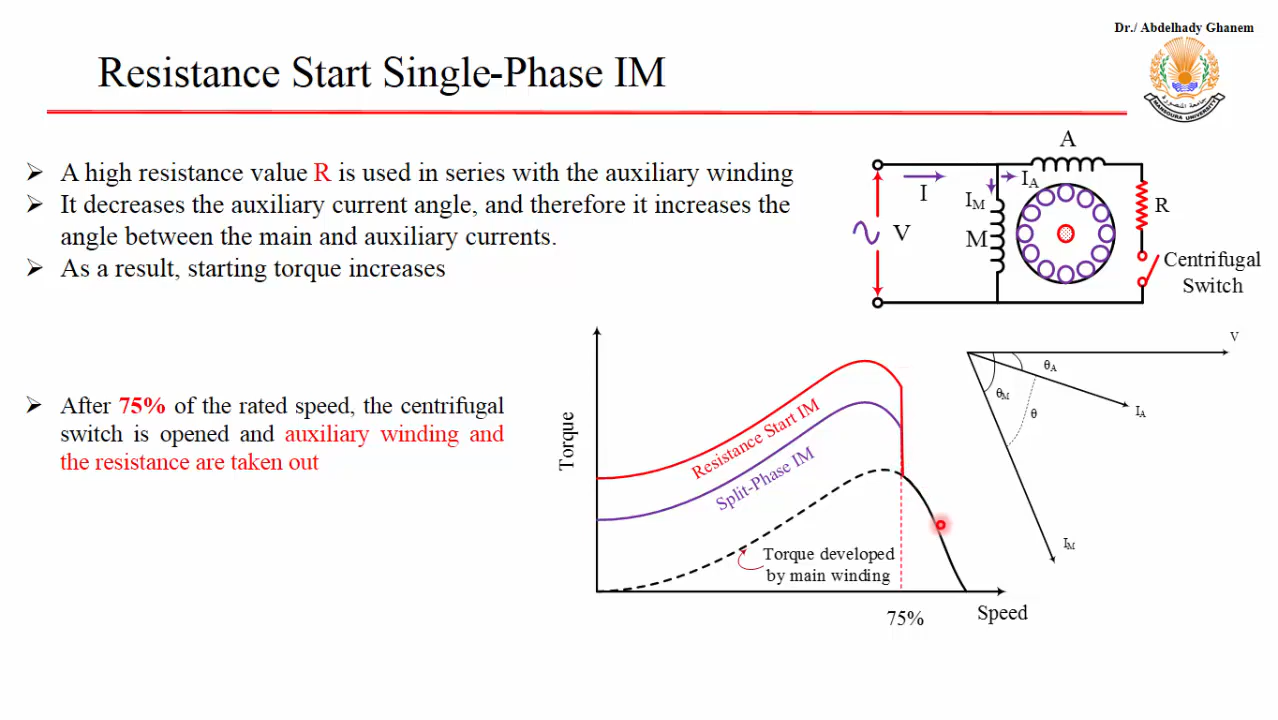 Dr./ Abdelhady Ghanem
Resistance Start Single-Phase IM
MANSOURA UNIVERSITY
➢ A high resistance value R is used in series with the auxiliary winding
➢ It decreases the auxiliary current angle, and therefore it increases the
angle between the main and auxiliary currents.
➢ As a result, starting torque increases
➢ After 75% of the rated speed, the centrifugal
switch is opened and auxiliary winding and
the resistance are taken out
A
I
I_A
I_M
R
V
M
Centrifugal
Switch
Torque
Resistance Start IM
Split-Phase IM
Torque developed
by main winding
75%
Speed
V
θ_A
θ_M
I_A
θ
I_M